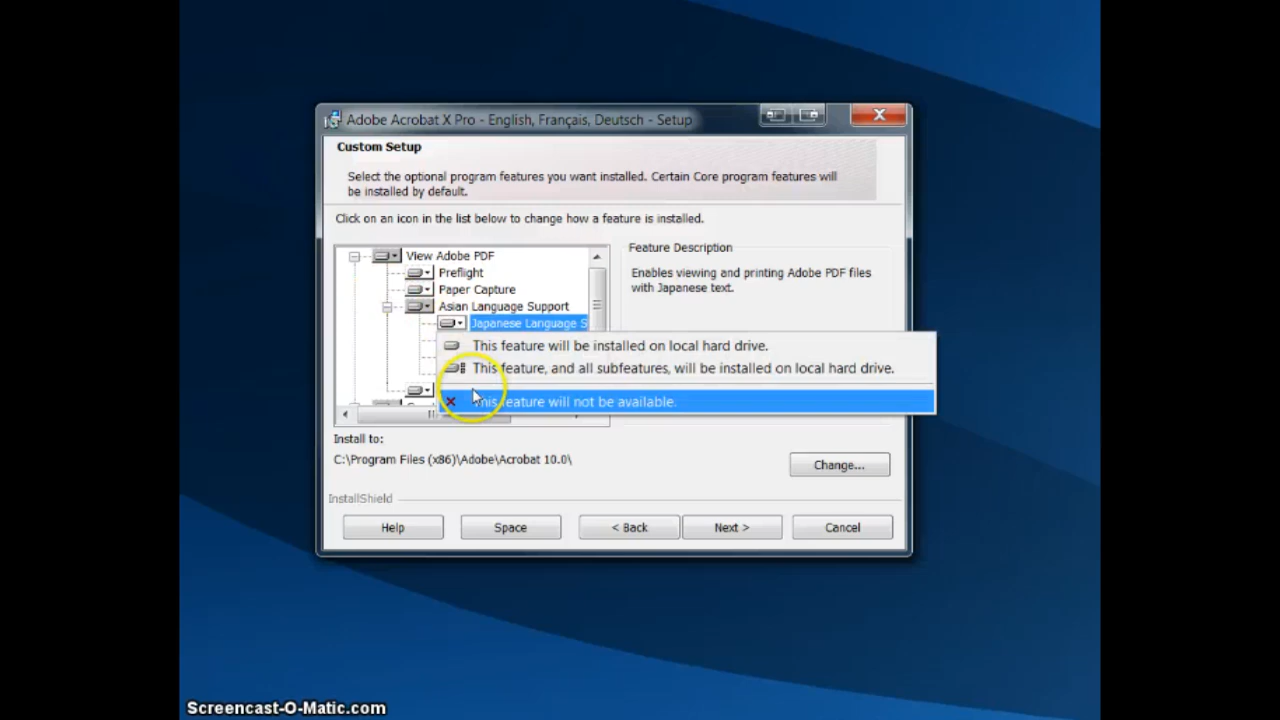 Adobe Acrobat X Pro - English, Français, Deutsch - Setup
Custom Setup
Select the optional program features you want installed. Certain Core program features will
be installed by default.
Click on an icon in the list below to change how a feature is installed.
View Adobe PDF
Preflight
Paper Capture
Asian Language Support
Japanese Language S
Feature Description
Enables viewing and printing Adobe PDF files
with Japanese text.
This feature will be installed on local hard drive.
This feature, and all subfeatures, will be installed on local hard drive.
This feature will not be available.
Install to:
C:\Program Files (x86)\Adobe\Acrobat 10.0\
Change...
InstallShield
Help
Space
< Back
Next >
Cancel
Screencast-O-Matic.com